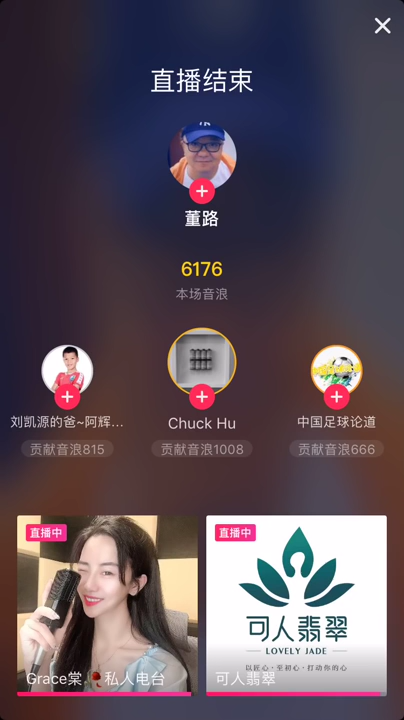 直播结束
董路
6176
本场音浪
刘凯源的爸~阿辉...
贡献音浪815
Chuck Hu
贡献音浪1008
中国足球论道
贡献音浪666
直播中
Grace棠🥀私人电台
直播中
可人翡翠
LOVELY JADE
以匠心·至初心·打动你的心
可人翡翠